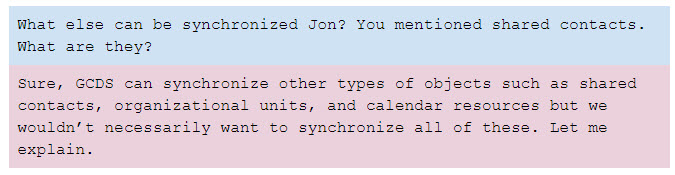 What else can be synchronized Jon? You mentioned shared contacts.
What are they?
Sure, GCDS can synchronize other types of objects such as shared
contacts, organizational units, and calendar resources but we
wouldn’t necessarily want to synchronize all of these. Let me
explain.